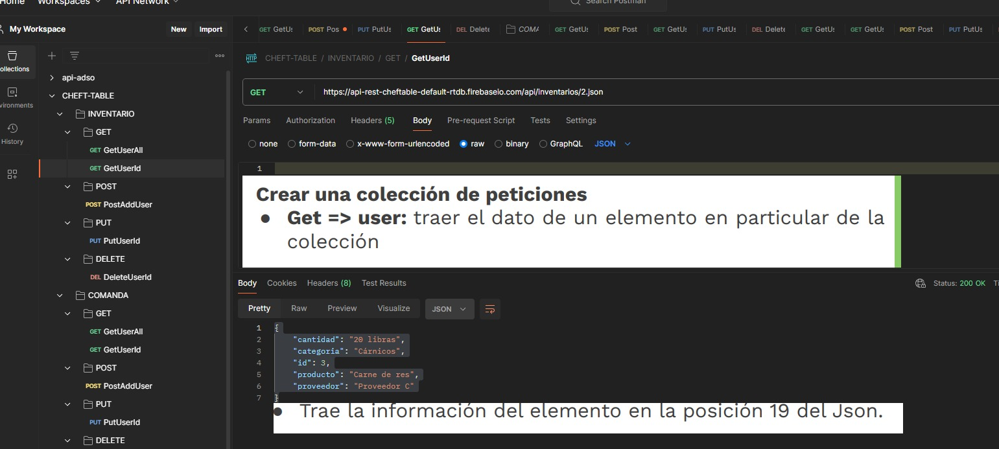 Home Workspaces API Network Search Postman
My Workspace New Import
GET GetUs POST Pos PUT PutUs GET GetUs DEL Delete COMA GET GetUs POST Post GET GetUs PUT PutUs DEL Delete GET GetUs GET GetUs POST Post PUT PutUs
CHEFT-TABLE / INVENTARIO / GET / GetUserId
ollections
vironments
History
api-adso
CHEFT-TABLE
INVENTARIO
GET
GET GetUserAll
GET GetUserId
POST
POST PostAddUser
PUT
PUT PutUserId
DELETE
DEL DeleteUserId
COMANDA
GET
GET GetUserAll
GET GetUserId
POST
POST PostAddUser
PUT
PUT PutUserId
DELETE
GET https://api-rest-cheftable-default-rtdb.firebaseio.com/api/inventarios/2.json
Params Authorization Headers (5) Body Pre-request Script Tests Settings
none form-data x-www-form-urlencoded raw binary GraphQL JSON
1
Crear una colección de peticiones
● Get => user: traer el dato de un elemento en particular de la
colección
Body Cookies Headers (8) Test Results Status: 200 OK Ti
Pretty Raw Preview Visualize JSON
1 {
2 "cantidad": "20 libras",
3 "categoria": "Cárnicos",
4 "id": 3,
5 "producto": "Carne de res",
6 "proveedor": "Proveedor C"
7 }
● Trae la información del elemento en la posición 19 del Json.